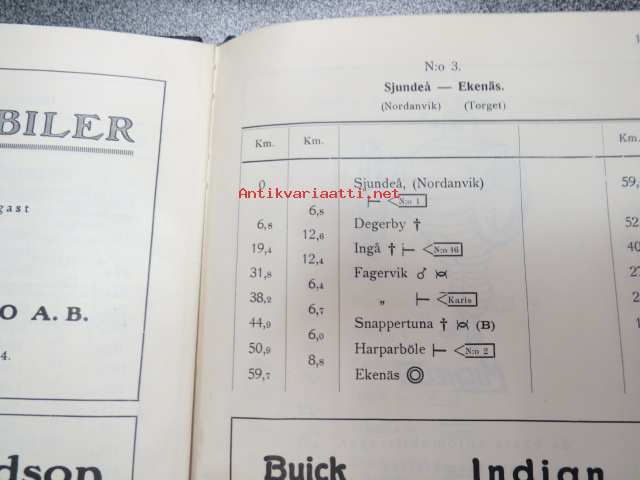 BILER
gast
O A. B.
4.
dson
N:o 3.
Sjundeå — Ekenäs.
(Nordanvik) (Torget)
Km. Km. Km.
0 Sjundeå, (Nordanvik) 59,
Antikvariaatti.net
6,8 N:o 1
6,8 Degerby † 52
12,6
19,4 Ingå † N:o 16 40
12,4
31,8 Fagervik ♂ 27
6,4
38,2 „ Karis 2
6,7
44,9 Snappertuna † (B) 1
6,0
50,9 Harparböle N:o 2
8,8
59,7 Ekenäs ◎
Buick Indian